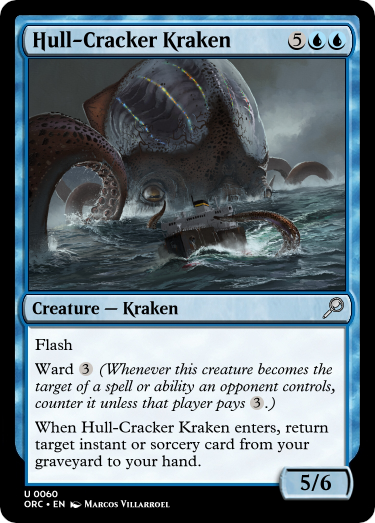 Hull-Cracker Kraken 5
Creature — Kraken
Flash
Ward 3 (Whenever this creature becomes the
target of a spell or ability an opponent controls,
counter it unless that player pays 3.)
When Hull-Cracker Kraken enters, return
target instant or sorcery card from your
graveyard to your hand.
5/6
U 0060
ORC • EN Marcos Villarroel